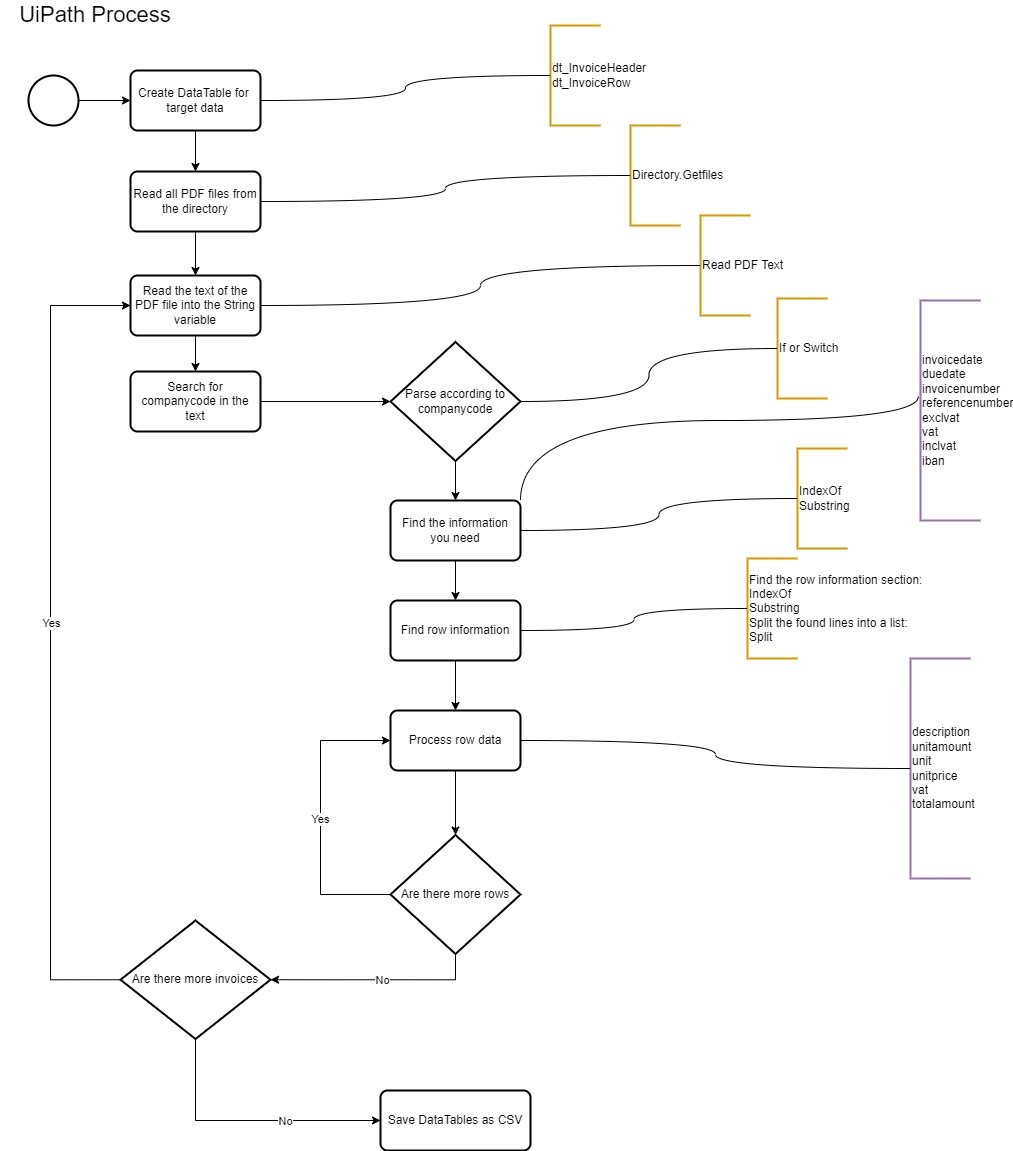 UiPath Process
Create DataTable for
target data
dt_InvoiceHeader
dt_InvoiceRow
Read all PDF files from
the directory
Directory.Getfiles
Read the text of the
PDF file into the String
variable
Read PDF Text
Search for
companycode in the
text
Parse according to
companycode
If or Switch
invoicedate
duedate
invoicenumber
referencenumber
exclvat
vat
inclvat
iban
Find the information
you need
IndexOf
Substring
Find row information
Find the row information section:
IndexOf
Substring
Split the found lines into a list:
Split
Yes
Process row data
description
unitamount
unit
unitprice
vat
totalamount
Yes
Are there more rows
No
Are there more invoices
No
Save DataTables as CSV